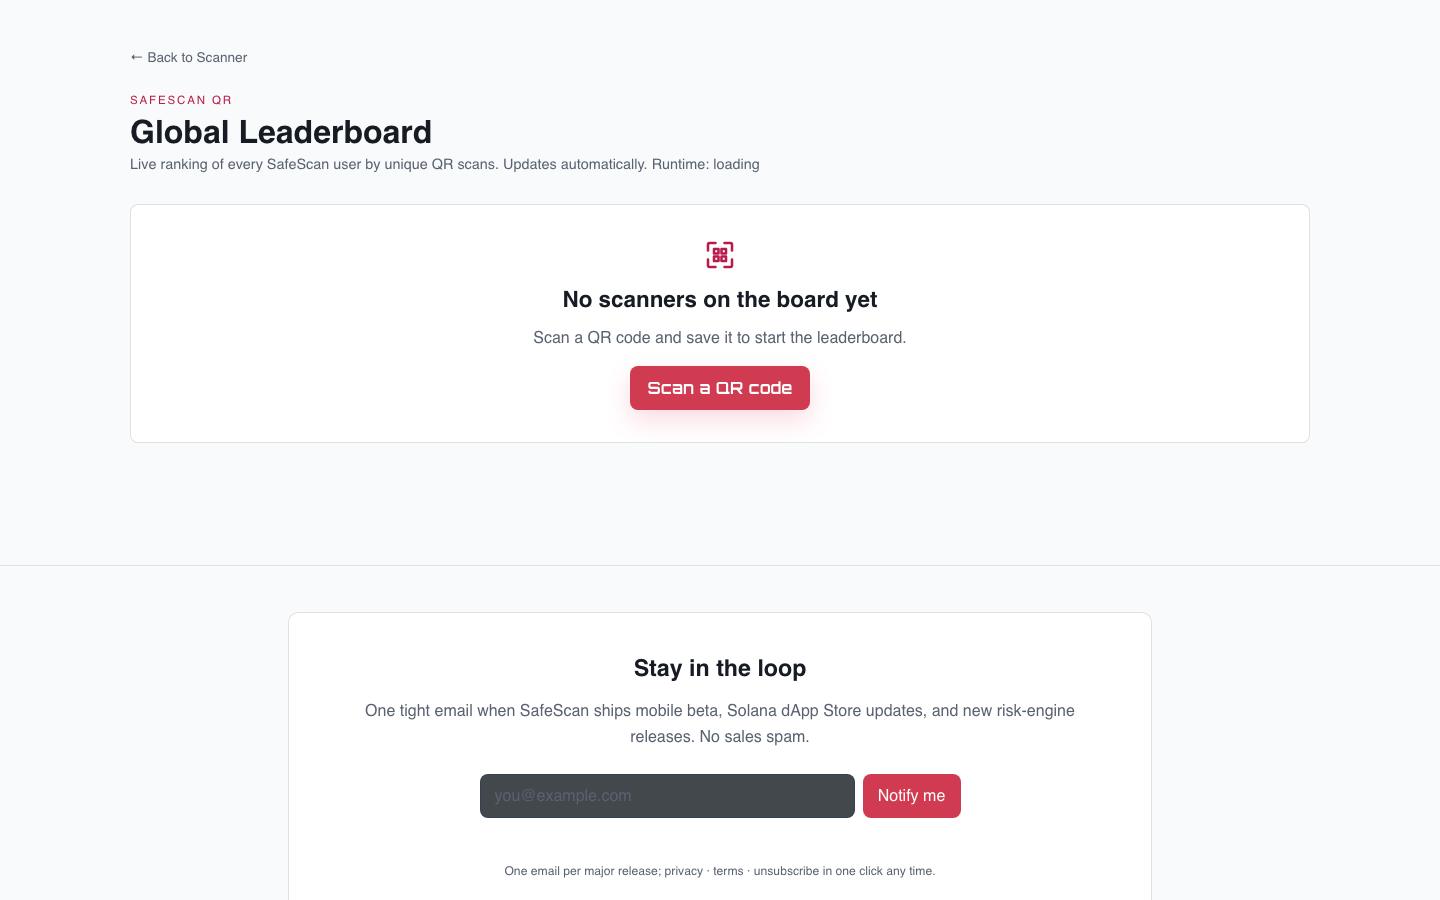 ← Back to Scanner
SAFESCAN QR
Global Leaderboard
Live ranking of every SafeScan user by unique QR scans. Updates automatically. Runtime: loading
No scanners on the board yet
Scan a QR code and save it to start the leaderboard.
Scan a QR code
Stay in the loop
One tight email when SafeScan ships mobile beta, Solana dApp Store updates, and new risk-engine
releases. No sales spam.
you@example.com
Notify me
One email per major release; privacy · terms · unsubscribe in one click any time.